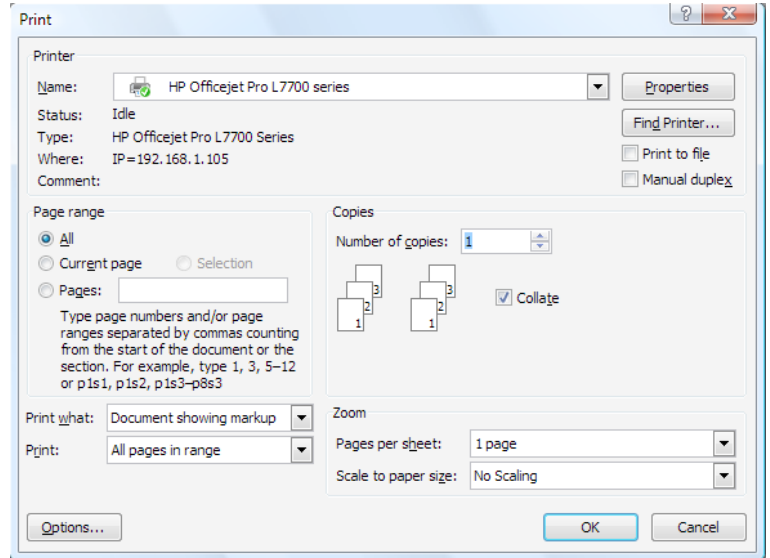 Print
Printer
Name: HP Officejet Pro L7700 series
Properties
Status: Idle
Find Printer...
Type: HP Officejet Pro L7700 Series
Where: IP=192.168.1.105
Print to file
Comment:
Manual duplex
Page range
All
Current page Selection
Pages:
Type page numbers and/or page
ranges separated by commas counting
from the start of the document or the
section. For example, type 1, 3, 5–12
or p1s1, p1s2, p1s3–p8s3
Copies
Number of copies: 1
3 3
2 2
1 1
Collate
Print what: Document showing markup
Print: All pages in range
Zoom
Pages per sheet: 1 page
Scale to paper size: No Scaling
Options...
OK Cancel